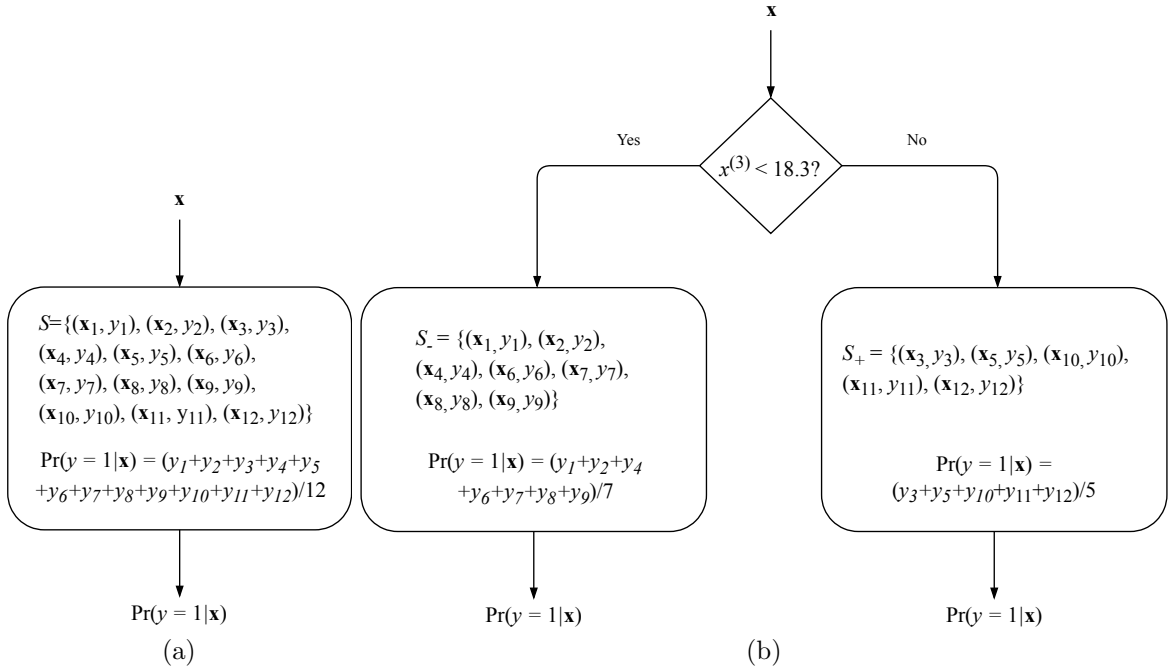 x
S={(x₁, y₁), (x₂, y₂), (x₃, y₃),
(x₄, y₄), (x₅, y₅), (x₆, y₆),
(x₇, y₇), (x₈, y₈), (x₉, y₉),
(x₁₀, y₁₀), (x₁₁, y₁₁), (x₁₂, y₁₂)}
Pr(y = 1|x) = (y₁+y₂+y₃+y₄+y₅
+y₆+y₇+y₈+y₉+y₁₀+y₁₁+y₁₂)/12
Pr(y = 1|x)
(a)
x
x⁽³⁾ < 18.3?
Yes
No
S₋ = {(x₁, y₁), (x₂, y₂),
(x₄, y₄), (x₆, y₆), (x₇, y₇),
(x₈, y₈), (x₉, y₉)}
Pr(y = 1|x) = (y₁+y₂+y₄
+y₆+y₇+y₈+y₉)/7
Pr(y = 1|x)
S₊ = {(x₃, y₃), (x₅, y₅), (x₁₀, y₁₀),
(x₁₁, y₁₁), (x₁₂, y₁₂)}
Pr(y = 1|x) =
(y₃+y₅+y₁₀+y₁₁+y₁₂)/5
Pr(y = 1|x)
(b)